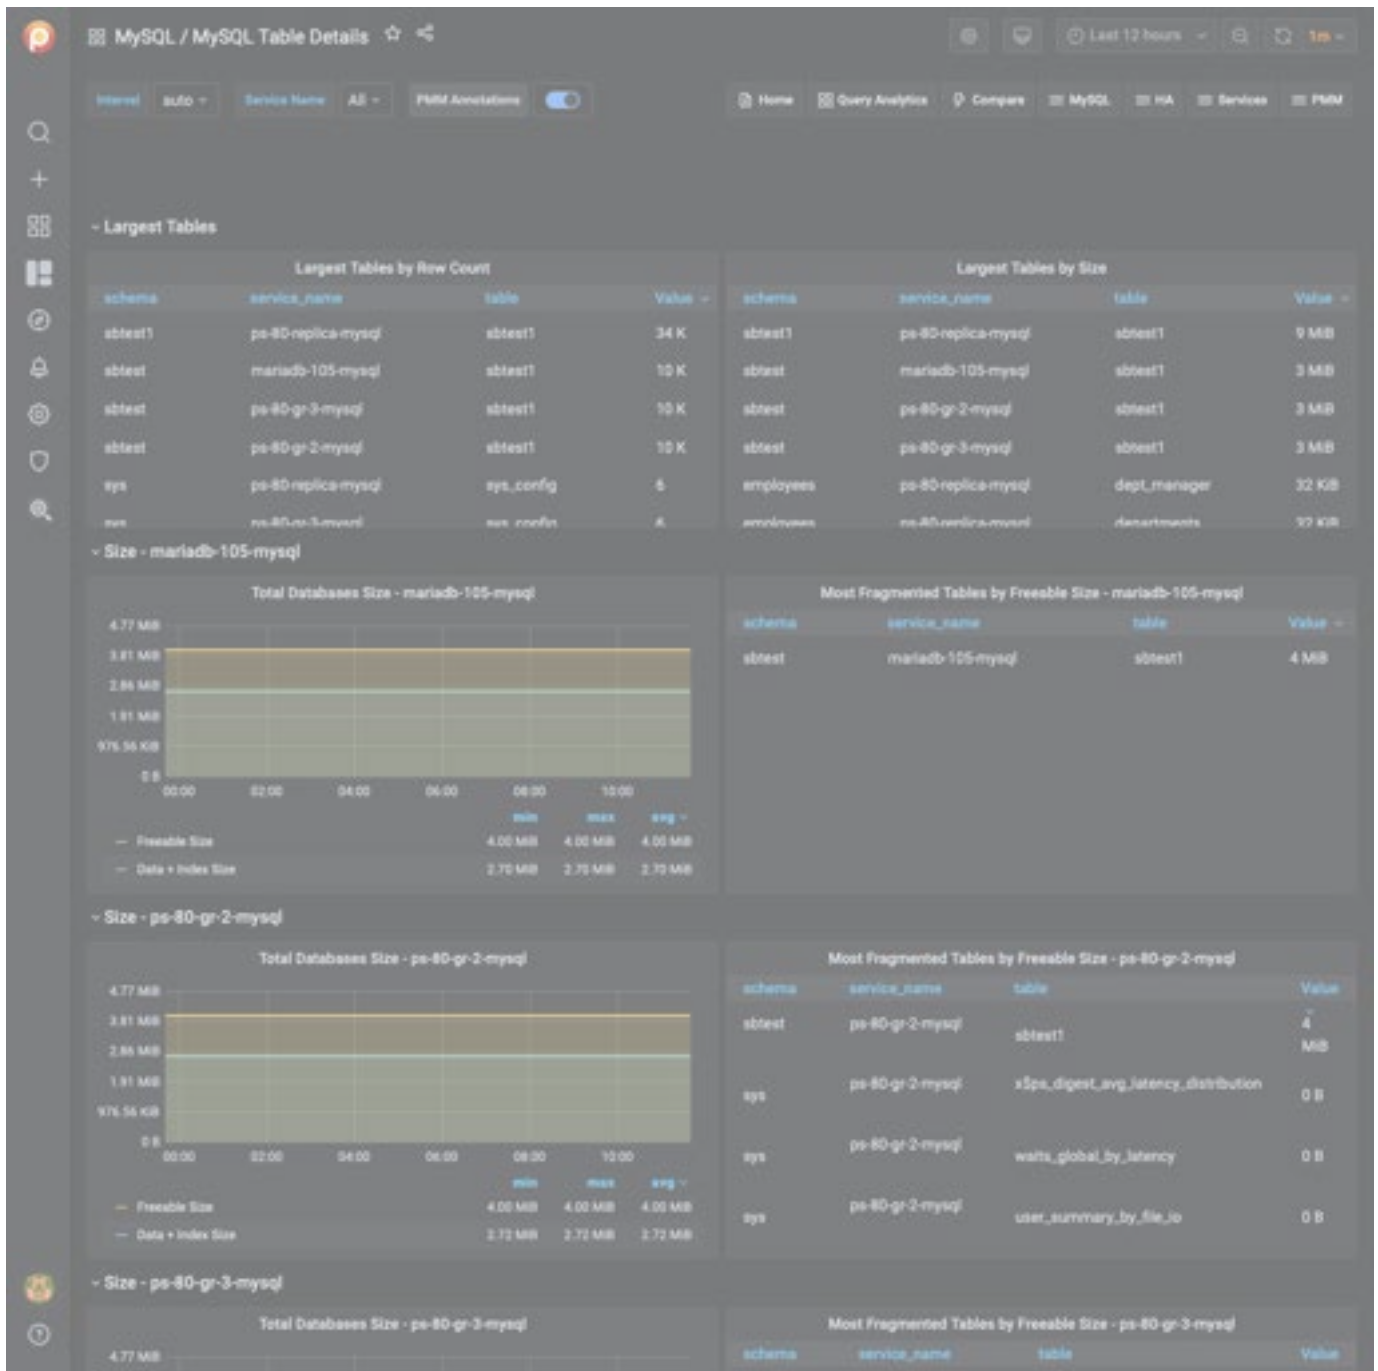 MySQL / MySQL Table Details
Last 12 hours 1m
Interval auto Service Name All PMM Annotations Home Query Analytics Compare MySQL HA Services PMM
Largest Tables
Largest Tables by Row Count
schema service_name table Value
sbtest1 ps-80-replica-mysql sbtest1 34 K
sbtest mariadb-105-mysql sbtest1 10 K
sbtest ps-80-gr-3-mysql sbtest1 10 K
sbtest ps-80-gr-2-mysql sbtest1 10 K
sys ps-80-replica-mysql sys_config 6
sys ps-80-gr-3-mysql sys_config 6
Largest Tables by Size
schema service_name table Value
sbtest1 ps-80-replica-mysql sbtest1 9 MiB
sbtest mariadb-105-mysql sbtest1 3 MiB
sbtest ps-80-gr-2-mysql sbtest1 3 MiB
sbtest ps-80-gr-3-mysql sbtest1 3 MiB
employees ps-80-replica-mysql dept_manager 32 KiB
employees ps-80-replica-mysql departments 32 KiB
Size - mariadb-105-mysql
Total Databases Size - mariadb-105-mysql
4.77 MiB
3.81 MiB
2.86 MiB
1.91 MiB
976.56 KiB
0 B
00:00 02:00 04:00 06:00 08:00 10:00
min max avg
Freeable Size 4.00 MiB 4.00 MiB 4.00 MiB
Data + Index Size 2.70 MiB 2.70 MiB 2.70 MiB
Most Fragmented Tables by Freeable Size - mariadb-105-mysql
schema service_name table Value
sbtest mariadb-105-mysql sbtest1 4 MiB
Size - ps-80-gr-2-mysql
Total Databases Size - ps-80-gr-2-mysql
4.77 MiB
3.81 MiB
2.86 MiB
1.91 MiB
976.56 KiB
0 B
00:00 02:00 04:00 06:00 08:00 10:00
min max avg
Freeable Size 4.00 MiB 4.00 MiB 4.00 MiB
Data + Index Size 2.72 MiB 2.72 MiB 2.72 MiB
Most Fragmented Tables by Freeable Size - ps-80-gr-2-mysql
schema service_name table Value
sbtest ps-80-gr-2-mysql sbtest1 4 MiB
sys ps-80-gr-2-mysql x$ps_digest_avg_latency_distribution 0 B
sys ps-80-gr-2-mysql waits_global_by_latency 0 B
sys ps-80-gr-2-mysql user_summary_by_file_io 0 B
Size - ps-80-gr-3-mysql
Total Databases Size - ps-80-gr-3-mysql
4.77 MiB
Most Fragmented Tables by Freeable Size - ps-80-gr-3-mysql
schema service_name table Value